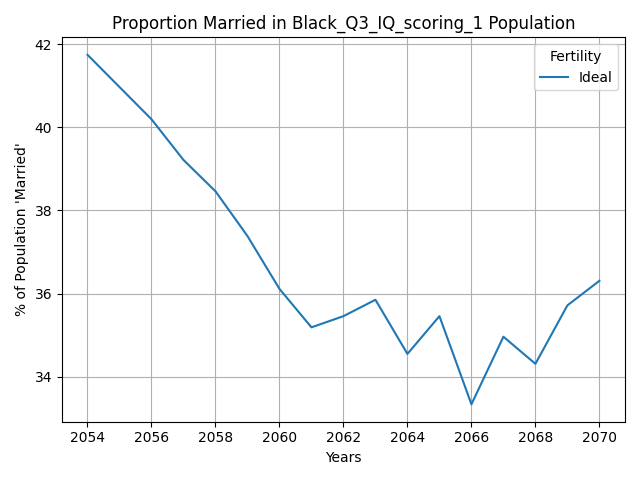 Proportion Married in Black_Q3_IQ_scoring_1 Population
Fertility
Ideal
% of Population 'Married'
42
40
38
36
34
2054 2056 2058 2060 2062 2064 2066 2068 2070
Years